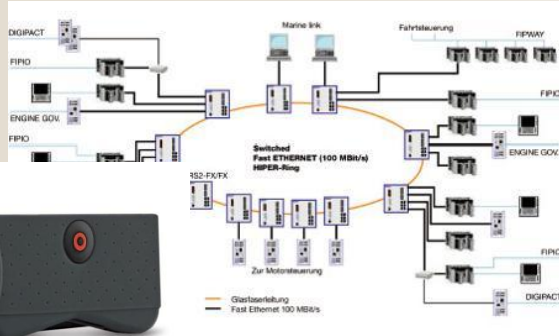 DIGIPACT
FIPIO
ENGINE GOV.
FIPIO
Marine link
Fahrtsteuerung
FIPWAY
FIPIO
ENGINE GOV.
Switched
Fast ETHERNET (100 MBit/s)
HIPER-Ring
RS2-FX/FX
Zur Motorsteuerung
FIPIO
DIGIPACT
Glasfaserleitung
Fast Ethernet 100 MBit/s